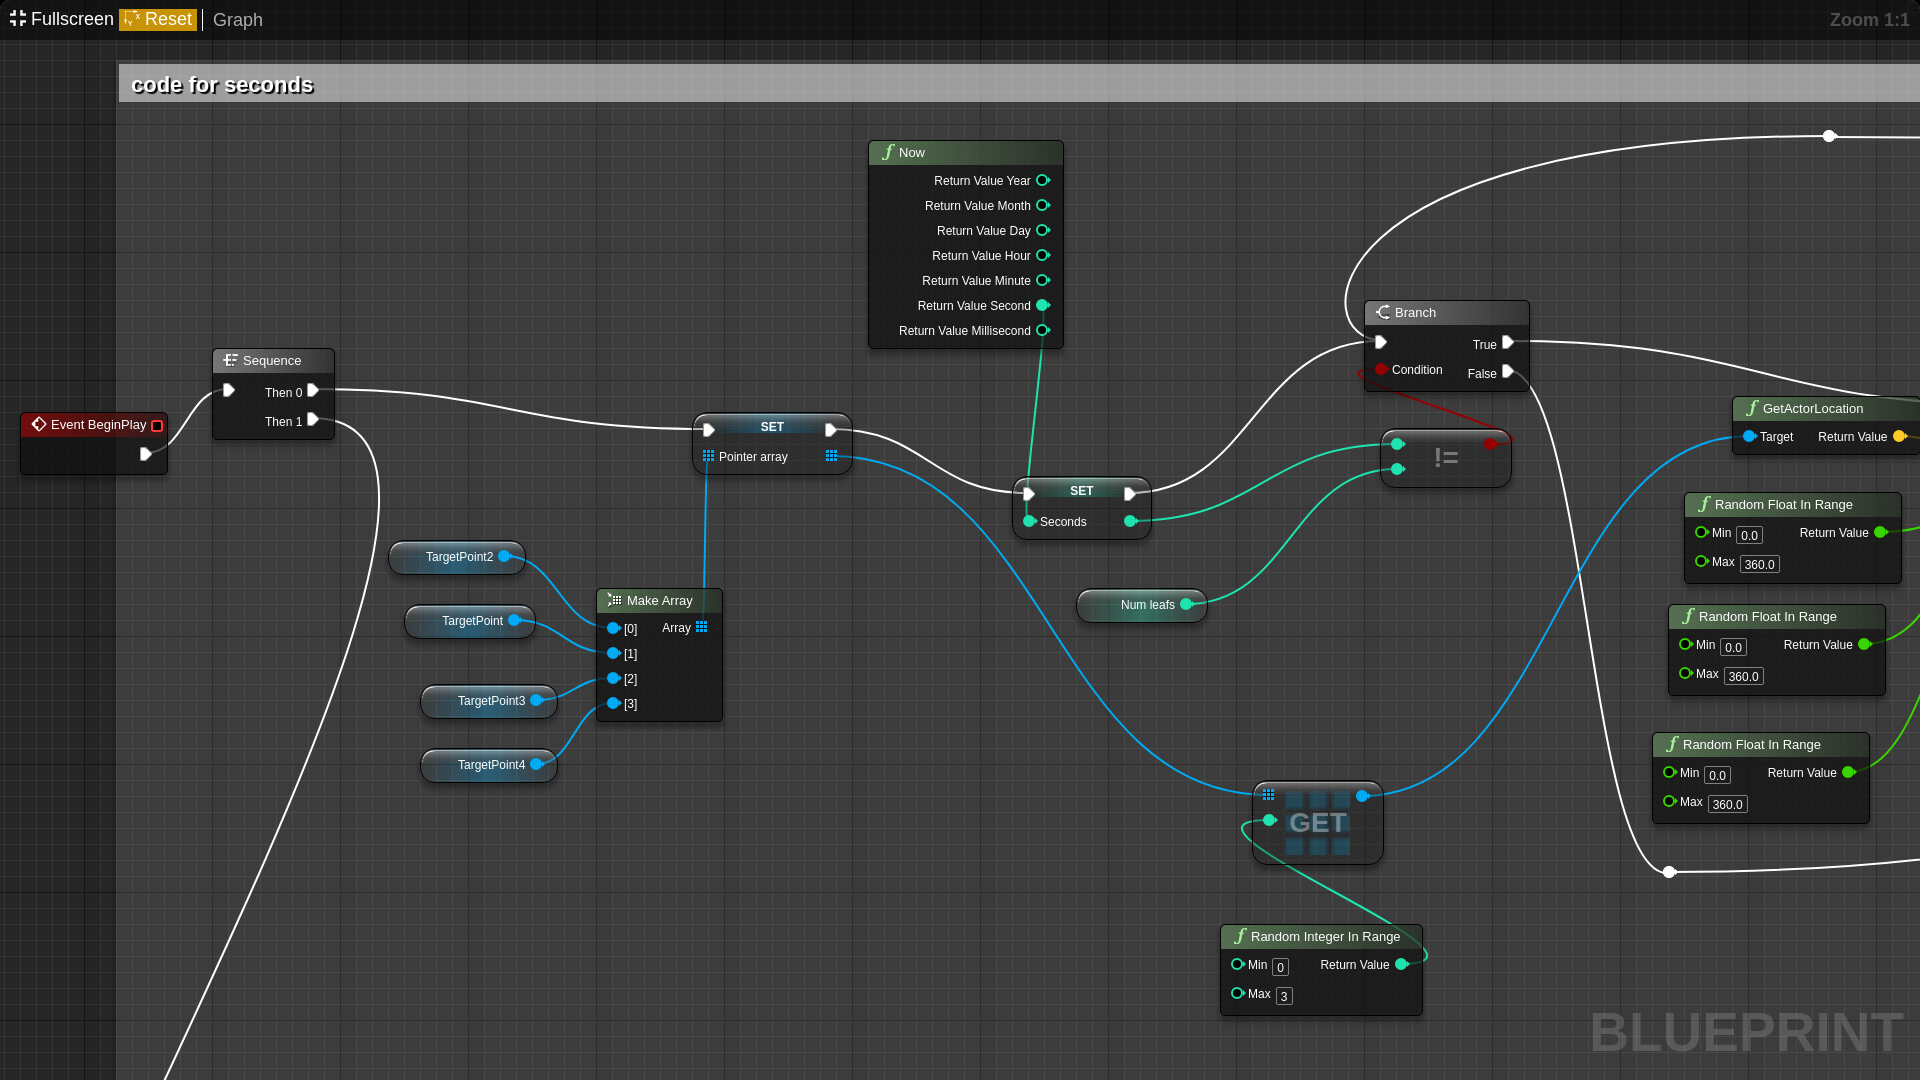 Fullscreen Reset Graph Zoom 1:1
code for seconds
Now
Return Value Year
Return Value Month
Return Value Day
Return Value Hour
Return Value Minute
Return Value Second
Return Value Millisecond
Branch
True
Condition
False
Sequence
Then 0
Then 1
Event BeginPlay
SET
Pointer array
SET
Seconds
!=
GetActorLocation
Target Return Value
Random Float In Range
Min 0.0 Return Value
Max 360.0
TargetPoint2
TargetPoint
TargetPoint3
TargetPoint4
Make Array
[0] Array
[1]
[2]
[3]
Num leafs
Random Float In Range
Min 0.0 Return Value
Max 360.0
Random Float In Range
Min 0.0 Return Value
Max 360.0
GET
Random Integer In Range
Min 0 Return Value
Max 3
BLUEPRINT